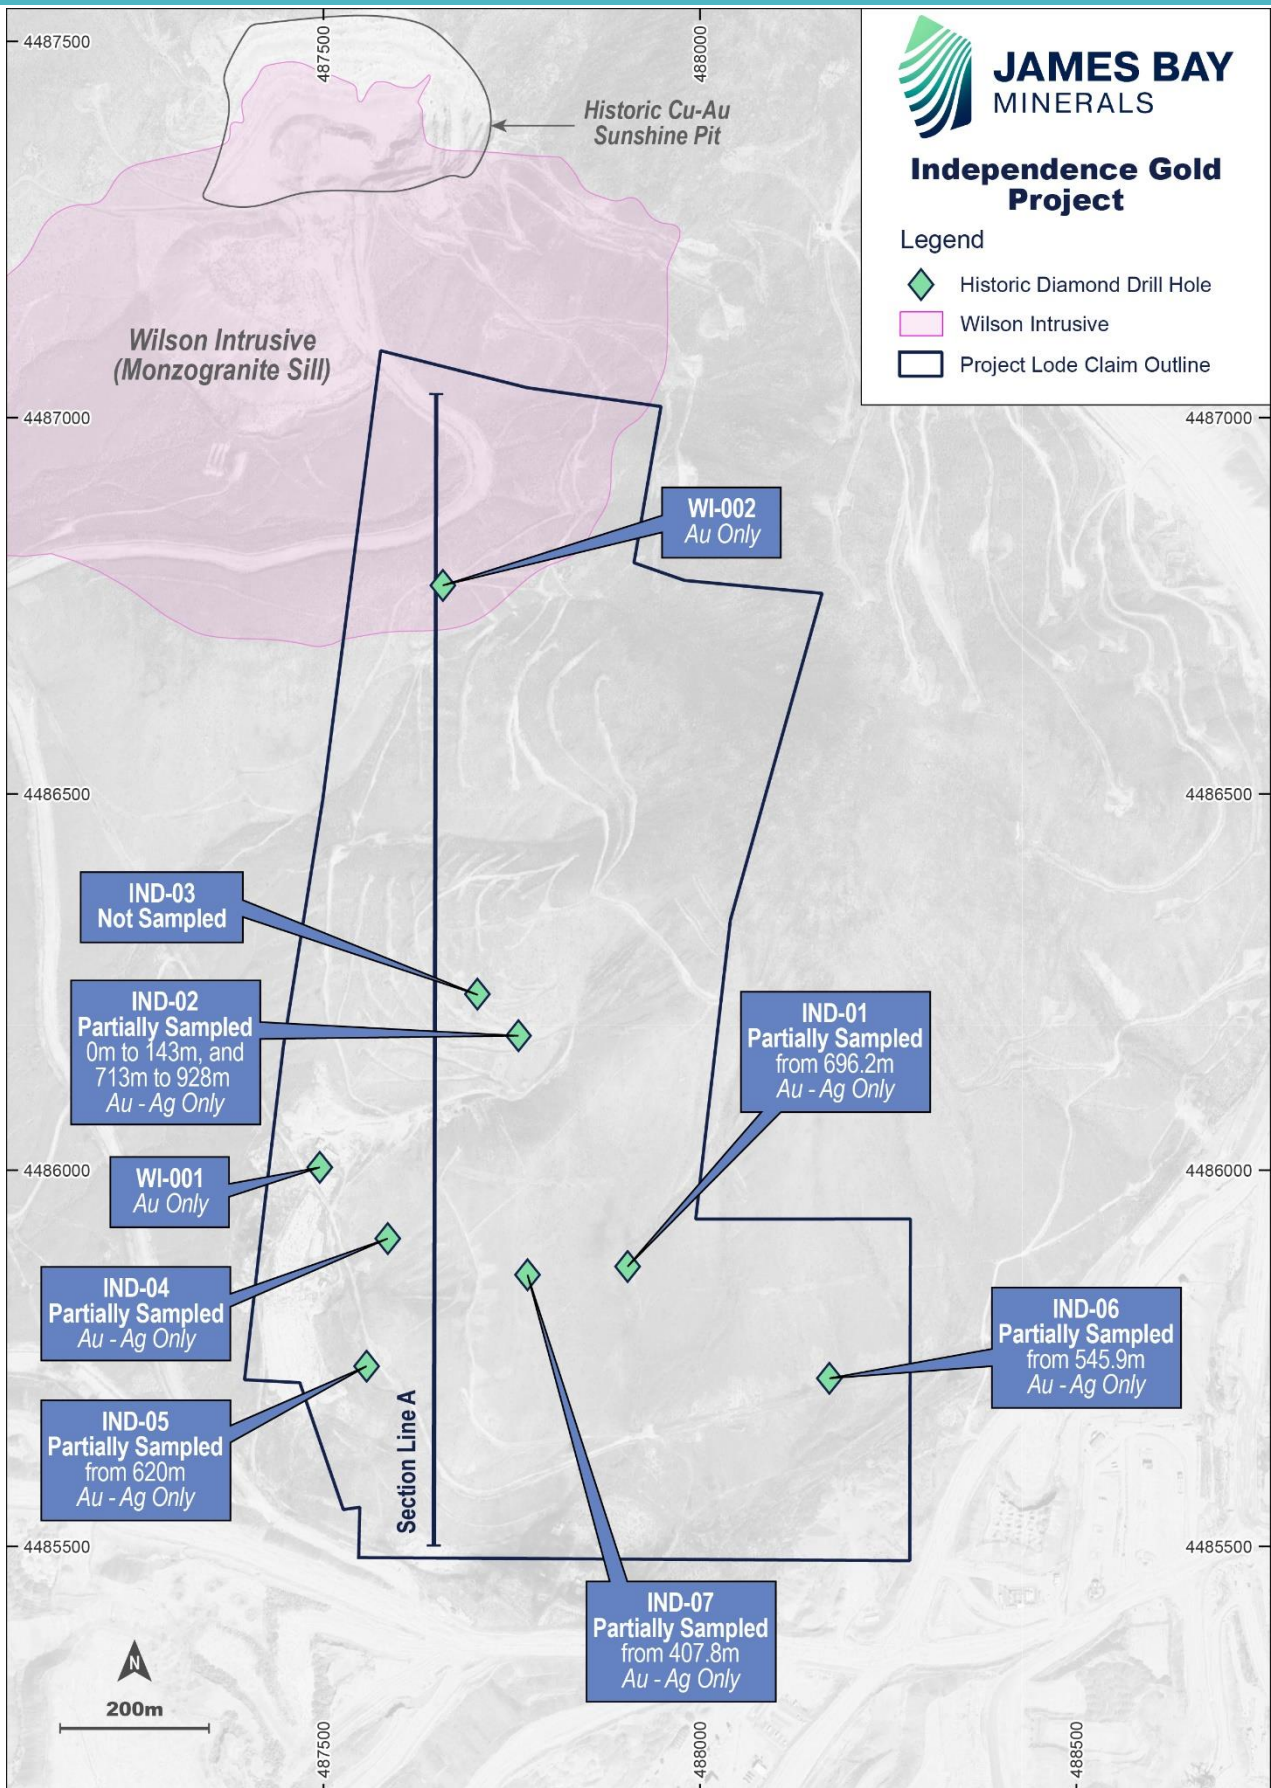 4487500
487500
488000
JAMES BAY
MINERALS
Independence Gold
Project
Legend
Historic Diamond Drill Hole
Wilson Intrusive
Project Lode Claim Outline
Historic Cu-Au
Sunshine Pit
Wilson Intrusive
(Monzogranite Sill)
4487000
4487000
WI-002
Au Only
4486500
4486500
IND-03
Not Sampled
IND-02
Partially Sampled
0m to 143m, and
713m to 928m
Au - Ag Only
IND-01
Partially Sampled
from 696.2m
Au - Ag Only
4486000
4486000
WI-001
Au Only
IND-04
Partially Sampled
Au - Ag Only
IND-06
Partially Sampled
from 545.9m
Au - Ag Only
IND-05
Partially Sampled
from 620m
Au - Ag Only
Section Line A
4485500
4485500
IND-07
Partially Sampled
from 407.8m
Au - Ag Only
N
200m
487500
488000
488500